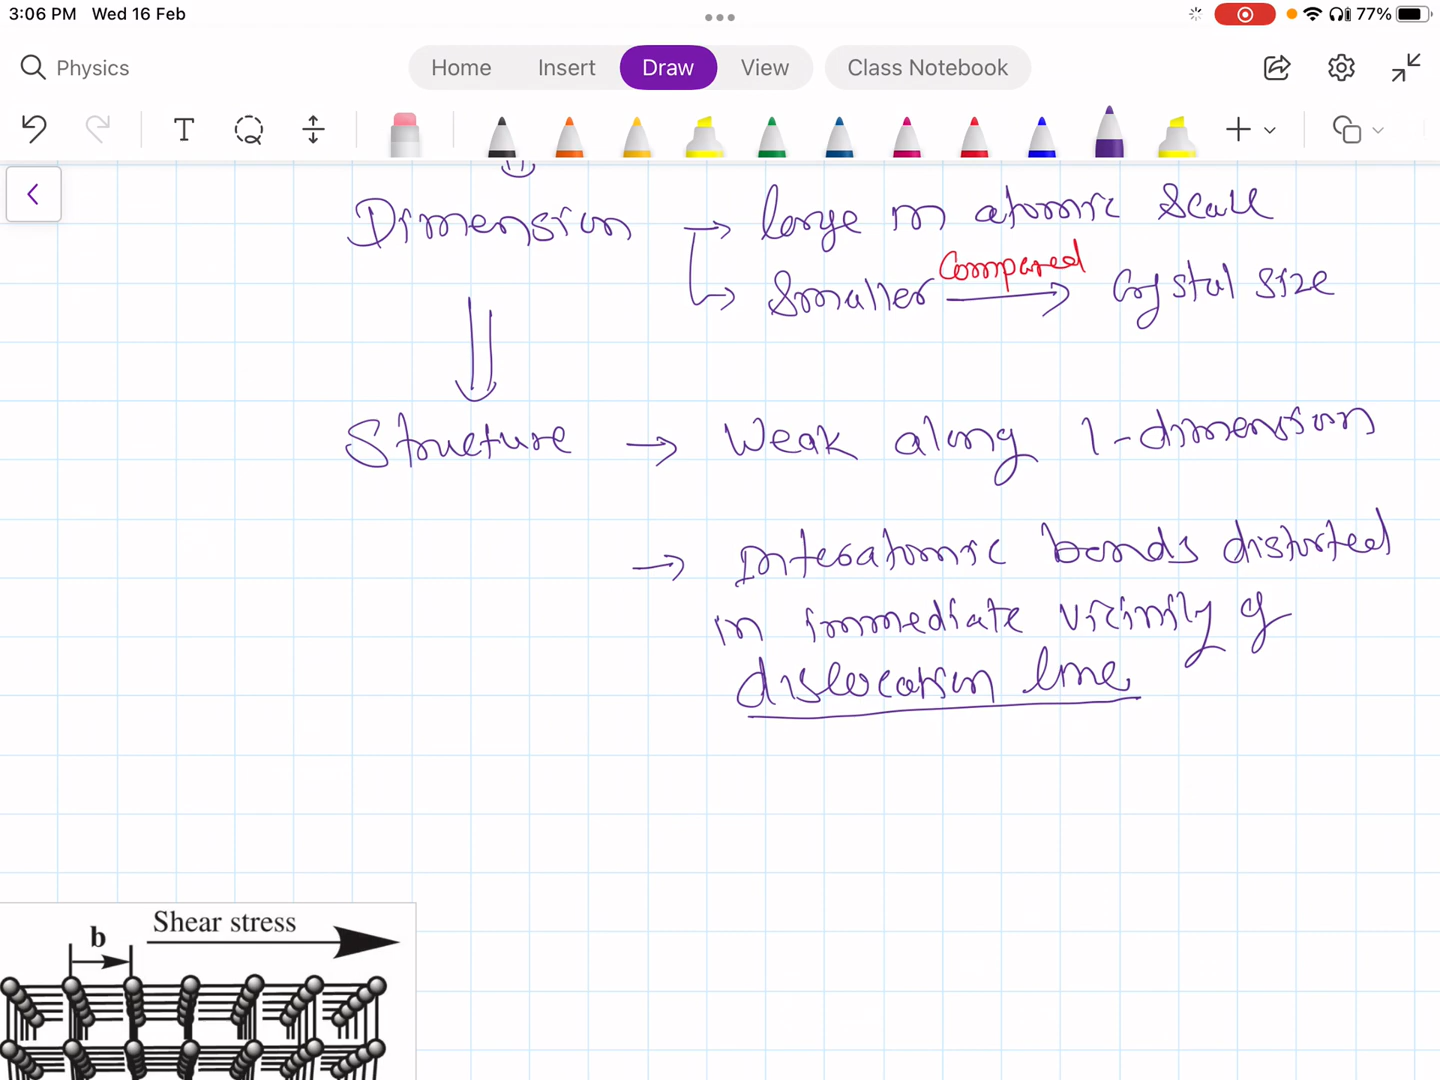 3:06 PM Wed 16 Feb
77%
Physics
Home Insert Draw View Class Notebook
T
Dimension → large in atomic scale
Compared
→ Smaller → Crystal size
Structure → Weak along 1-dimension
→ Interatomic bonds distorted
in immediate vicinity of
dislocation line
Shear stress
b